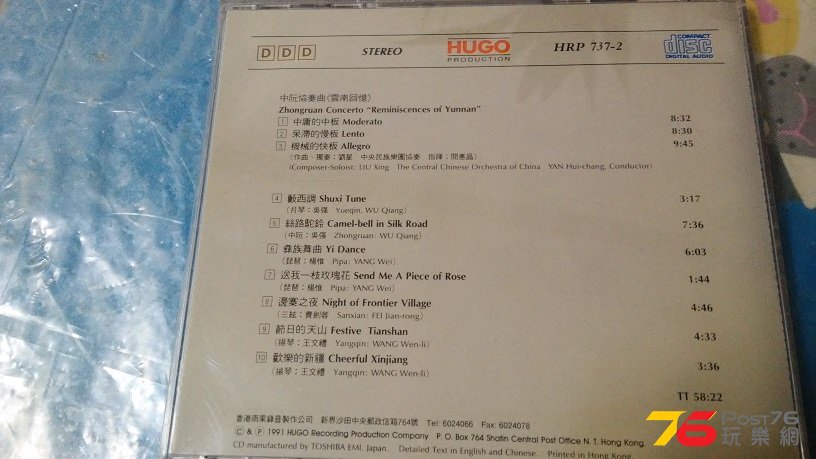 D D D STEREO HUGO PRODUCTION HRP 737-2 COMPACT disc DIGITAL AUDIO
中阮協奏曲(雲南回憶)
Zhongruan Concerto "Reminiscences of Yunnan"
1 中庸的中板 Moderato 8:32
2 呆滯的慢板 Lento 8:30
3 機械的快板 Allegro 9:45
(作曲、獨奏:劉星 中央民族樂團協奏 指揮:閻惠昌)
(Composer-Soloist: LIU Xing The Central Chinese Orchestra of China YAN Hui-chang, Conductor)
4 數西調 Shuxi Tune 3:17
(月琴:吳強 Yueqin, WU Qiang)
5 絲路駝鈴 Camel-bell in Silk Road 7:36
(中阮:吳强 Zhongruan: WU Qiang)
6 彝族舞曲 Yi Dance 6:03
(琵琶:楊惟 Pipa: YANG Wei)
7 送我一枝玫瑰花 Send Me A Piece of Rose 1:44
(琵琶:楊惟 Pipa: YANG Wei)
8 邊寨之夜 Night of Frontier Village 4:46
(三絃:費劍蓉 Sanxian: FEI Jian-rong)
9 節日的天山 Festive Tianshan 4:33
(揚琴:王文禮 Yangqin: WANG Wen-li)
10 歡樂的新疆 Cheerful Xinjiang 3:36
(揚琴:王文禮 Yangqin: WANG Wen-li)
TT 58:22
香港雨果錄音製作公司 新界沙田中央郵政信箱764號 Tel 6024066 Fax 6024078
© & ℗ 1991 HUGO Recording Production Company P. O. Box 764 Shatin Central Post Office N. T. Hong Kong.
CD manufactured by TOSHIBA EMI, Japan. Detailed Text in English and Chinese. Printed in Hong Kong.
76 Post76
玩樂網